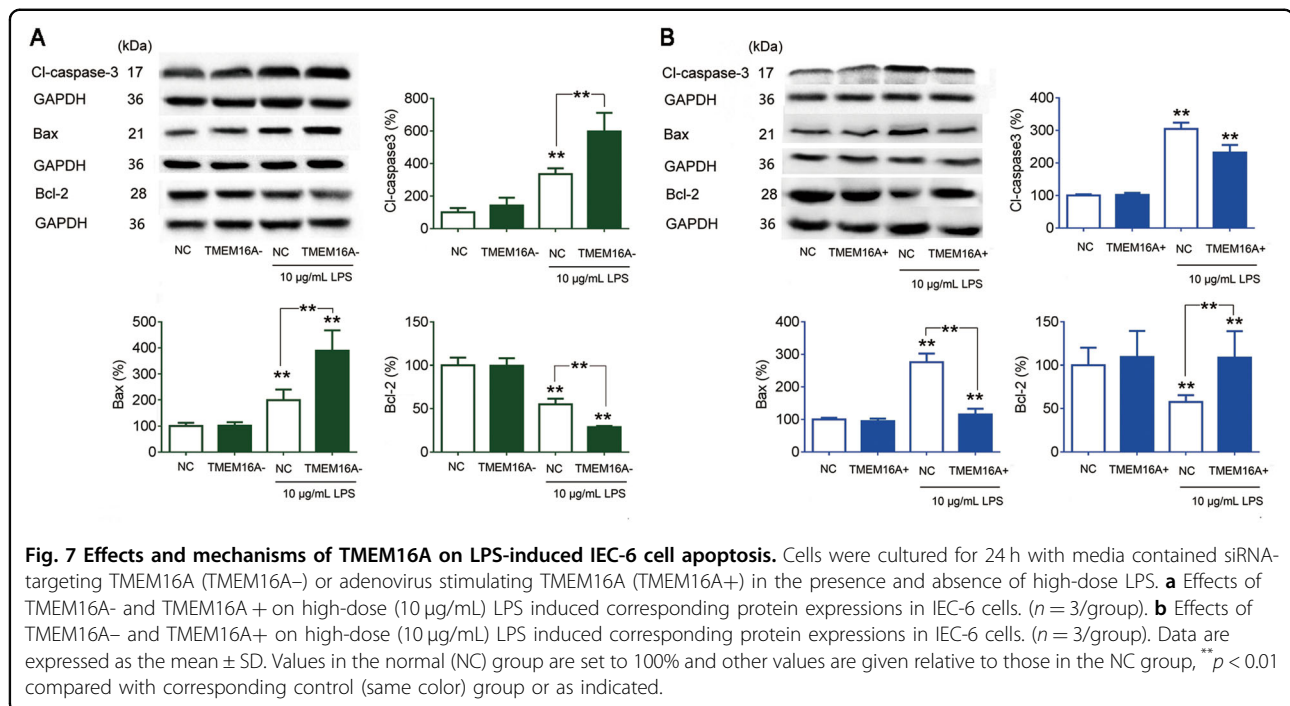 A
(kDa)
Cl-caspase-3 17
GAPDH 36
Bax 21
GAPDH 36
Bcl-2 28
GAPDH 36
NC TMEM16A- NC TMEM16A-
10 µg/mL LPS
Cl-caspase3 (%)
800
600
400
200
0
**
**
NC TMEM16A- NC TMEM16A-
10 µg/mL LPS
Bax (%)
500
400
300
200
100
0
**
**
**
NC TMEM16A- NC TMEM16A-
10 µg/mL LPS
Bcl-2 (%)
150
100
50
0
**
**
**
NC TMEM16A- NC TMEM16A-
10 µg/mL LPS
B
(kDa)
Cl-caspase-3 17
GAPDH 36
Bax 21
GAPDH 36
Bcl-2 28
GAPDH 36
NC TMEM16A+ NC TMEM16A+
10 µg/mL LPS
Cl-caspase3 (%)
400
300
200
100
0
**
**
NC TMEM16A+ NC TMEM16A+
10 µg/mL LPS
Bax (%)
400
300
200
100
0
**
**
**
NC TMEM16A+ NC TMEM16A+
10 µg/mL LPS
Bcl-2 (%)
150
100
50
0
**
**
**
NC TMEM16A+ NC TMEM16A+
10 µg/mL LPS
Fig. 7 Effects and mechanisms of TMEM16A on LPS-induced IEC-6 cell apoptosis. Cells were cultured for 24 h with media contained siRNA-
targeting TMEM16A (TMEM16A–) or adenovirus stimulating TMEM16A (TMEM16A+) in the presence and absence of high-dose LPS. a Effects of
TMEM16A- and TMEM16A + on high-dose (10 µg/mL) LPS induced corresponding protein expressions in IEC-6 cells. (n = 3/group). b Effects of
TMEM16A– and TMEM16A+ on high-dose (10 µg/mL) LPS induced corresponding protein expressions in IEC-6 cells. (n = 3/group). Data are
expressed as the mean ± SD. Values in the normal (NC) group are set to 100% and other values are given relative to those in the NC group, **p < 0.01
compared with corresponding control (same color) group or as indicated.